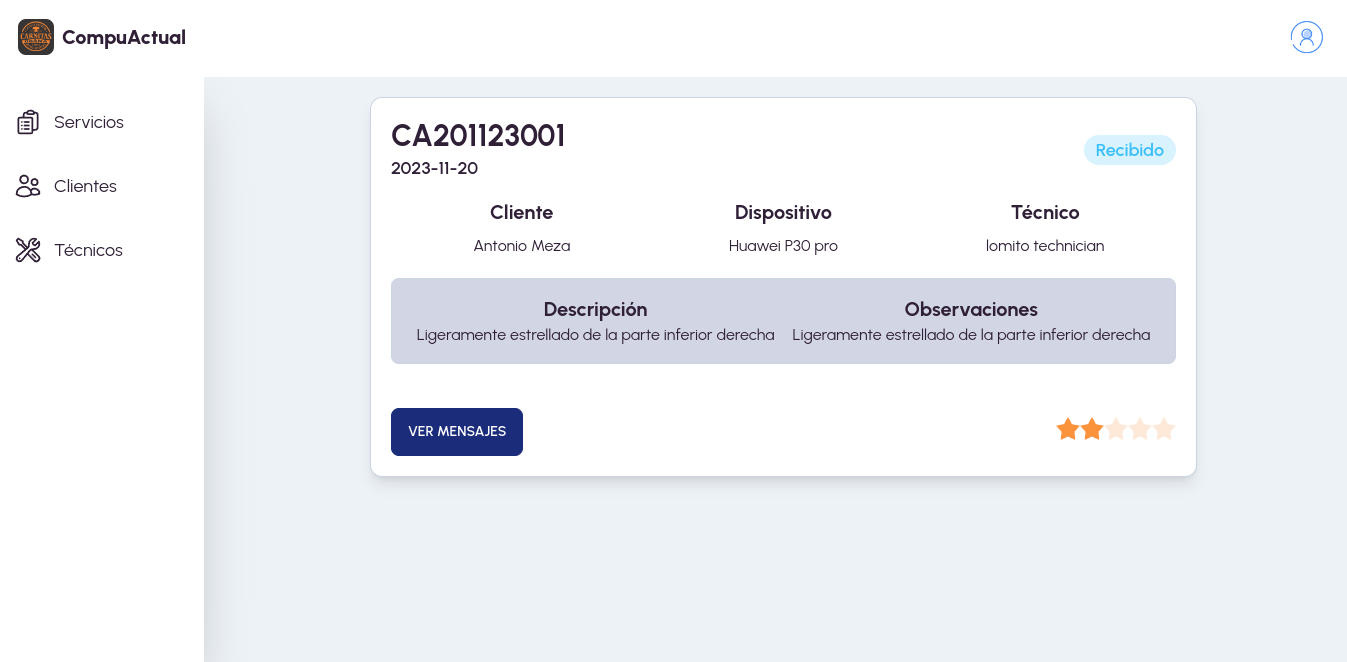 CARNITAS
CompuActual
Servicios
Clientes
Técnicos
CA201123001
2023-11-20
Recibido
Cliente
Dispositivo
Técnico
Antonio Meza
Huawei P30 pro
lomito technician
Descripción
Observaciones
Ligeramente estrellado de la parte inferior derecha
Ligeramente estrellado de la parte inferior derecha
VER MENSAJES